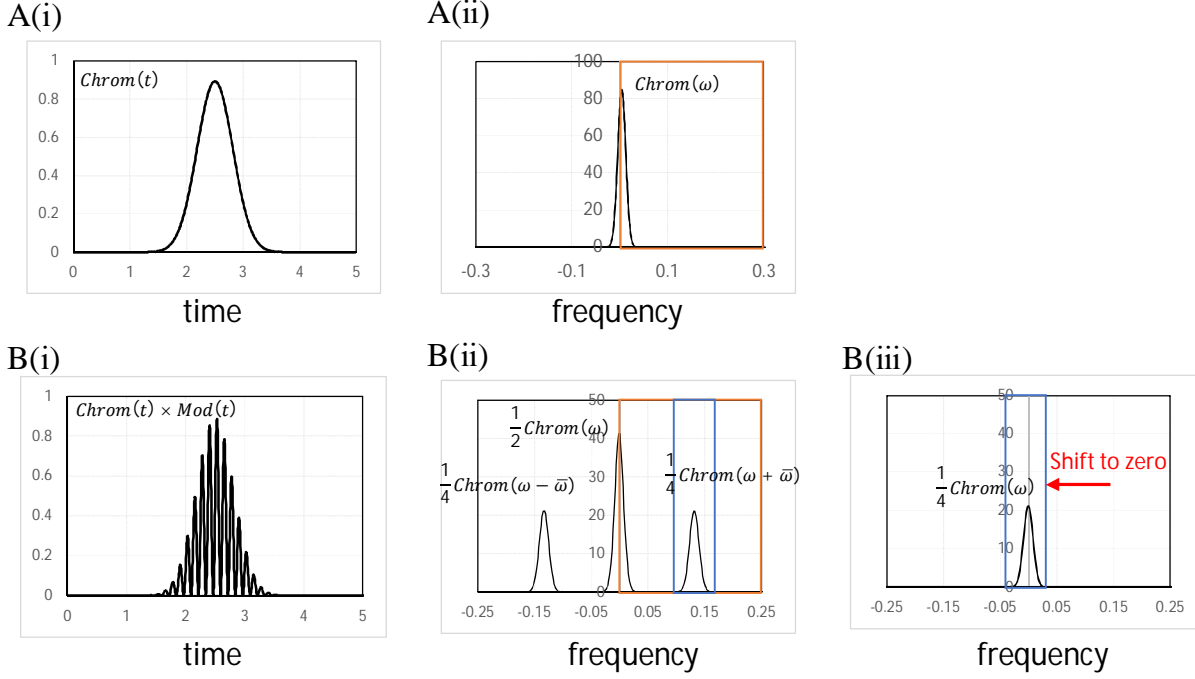 A(i)
A(ii)
1
0.8
0.6
0.4
0.2
0
Chrom(t)
0 1 2 3 4 5
time
100
80
60
40
20
0
Chrom(ω)
-0.3 -0.1 0.1 0.3
frequency
B(i)
B(ii)
B(iii)
1
0.8
0.6
0.4
0.2
0
Chrom(t) × Mod(t)
0 1 2 3 4 5
time
50
40
30
20
10
0
1/2 Chrom(ω)
1/4 Chrom(ω − ω̅)
1/4 Chrom(ω + ω̅)
-0.25 -0.15 -0.05 0.05 0.15 0.25
frequency
50
40
30
20
10
0
Shift to zero
1/4 Chrom(ω)
-0.25 -0.15 -0.05 0.05 0.15 0.25
frequency